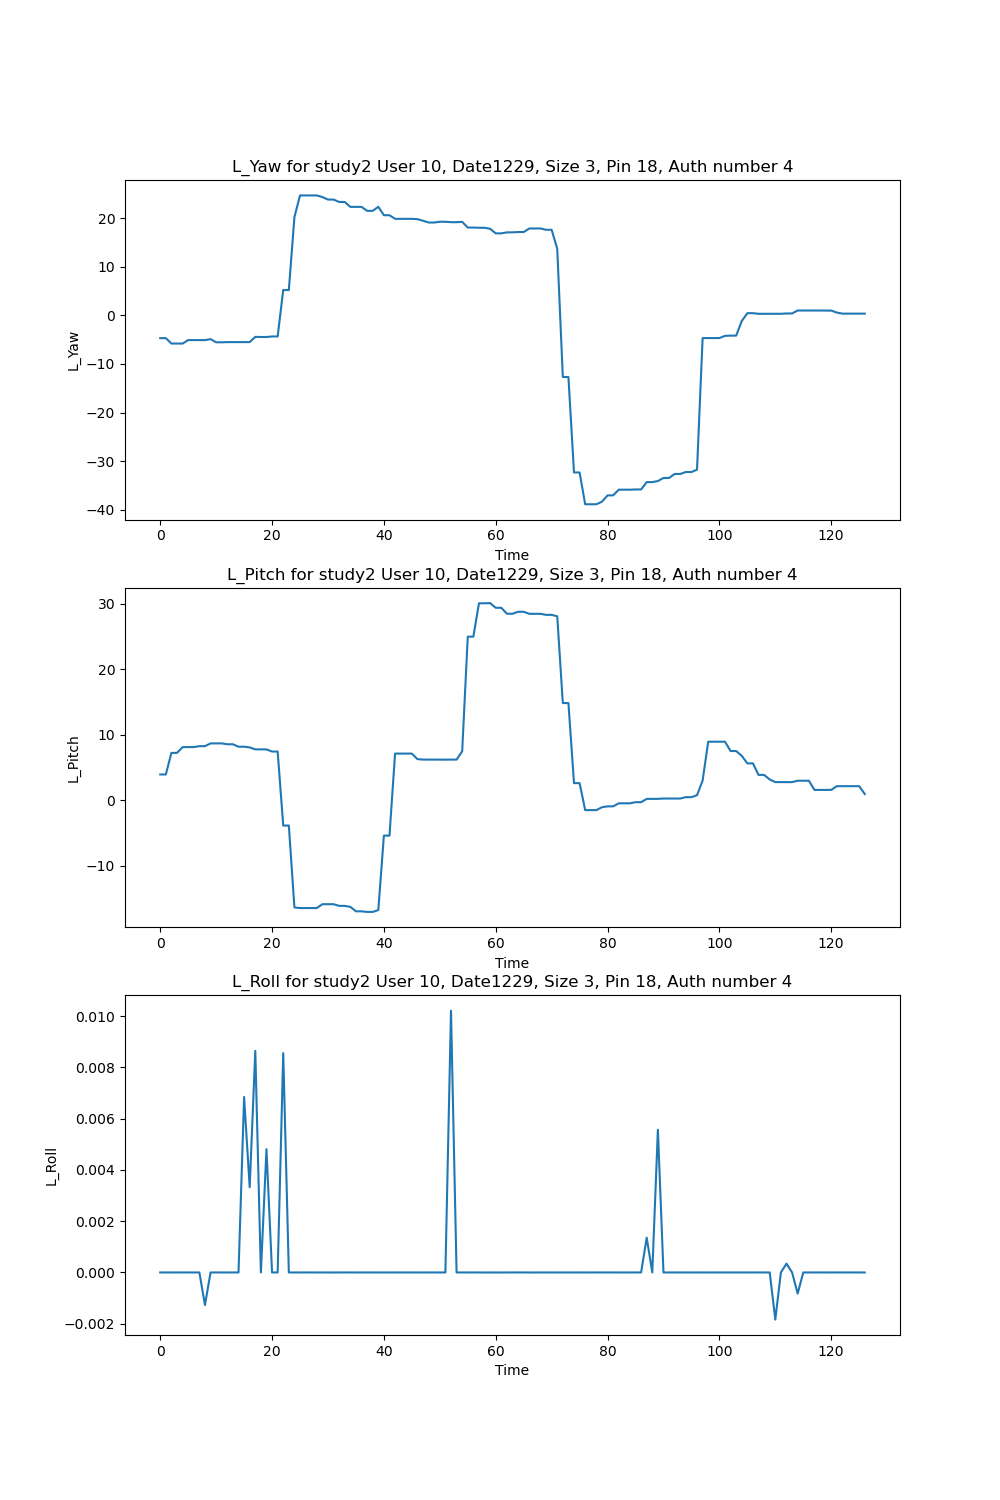 L_Yaw for study2 User 10, Date1229, Size 3, Pin 18, Auth number 4
20
10
0
−10
−20
−30
−40
L_Yaw
0 20 40 60 80 100 120
Time
L_Pitch for study2 User 10, Date1229, Size 3, Pin 18, Auth number 4
30
20
10
0
−10
L_Pitch
0 20 40 60 80 100 120
Time
L_Roll for study2 User 10, Date1229, Size 3, Pin 18, Auth number 4
0.010
0.008
0.006
0.004
0.002
0.000
−0.002
L_Roll
0 20 40 60 80 100 120
Time